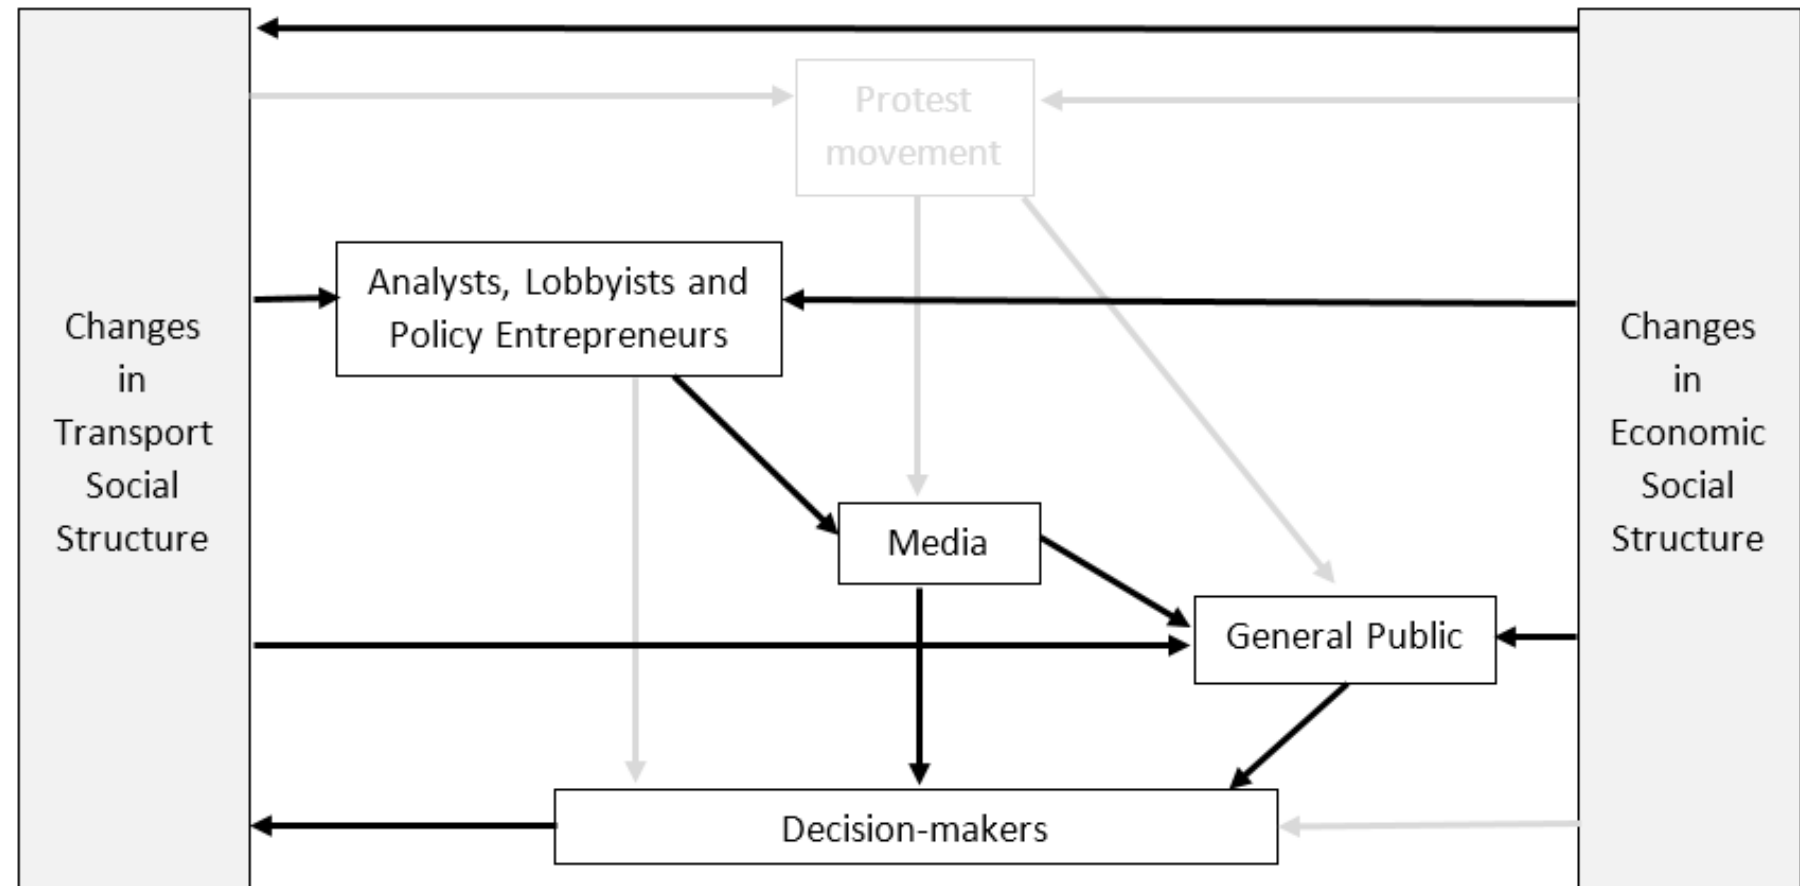 Protest
movement
Analysts, Lobbyists and
Policy Entrepreneurs
Changes
in
Transport
Social
Structure
Changes
in
Economic
Social
Structure
Media
General Public
Decision-makers